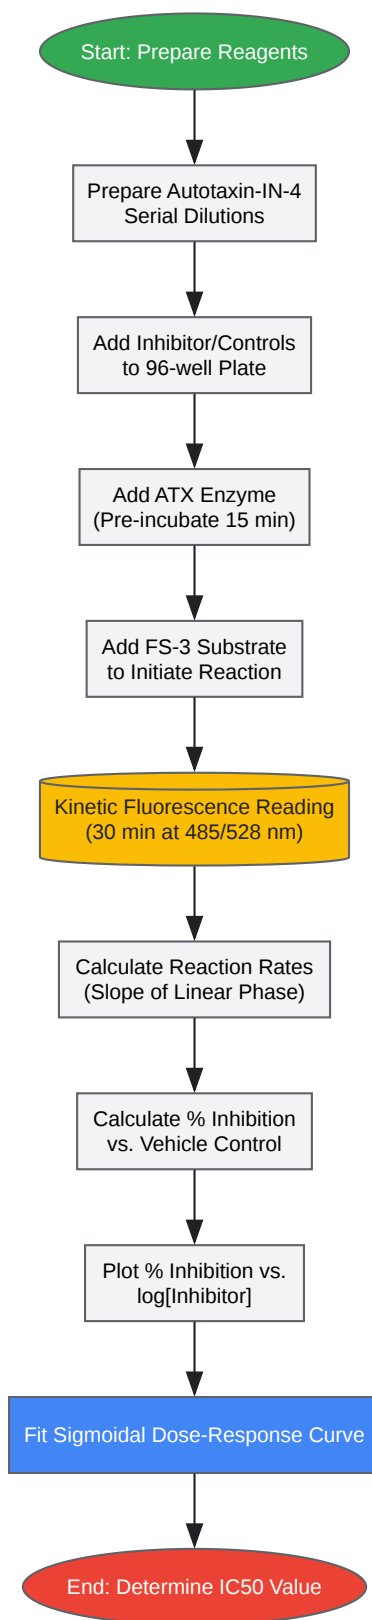 Start: Prepare Reagents
Prepare Autotaxin-IN-4
Serial Dilutions
Add Inhibitor/Controls
to 96-well Plate
Add ATX Enzyme
(Pre-incubate 15 min)
Add FS-3 Substrate
to Initiate Reaction
Kinetic Fluorescence Reading
(30 min at 485/528 nm)
Calculate Reaction Rates
(Slope of Linear Phase)
Calculate % Inhibition
vs. Vehicle Control
Plot % Inhibition vs.
log[Inhibitor]
Fit Sigmoidal Dose-Response Curve
End: Determine IC50 Value